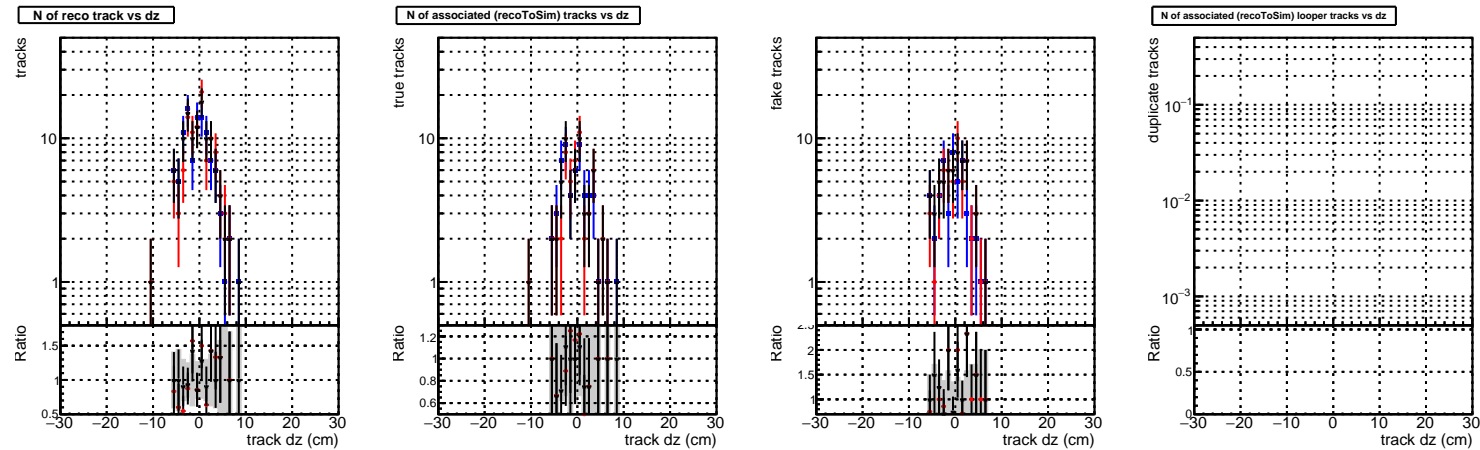 N of reco track vs dz
tracks
10
1
Ratio
1.5
1
0.5
−30 −20 −10 0 10 20 30
track dz (cm)
N of associated (recoToSim) tracks vs dz
true tracks
10
1
Ratio
1.2
1
0.8
0.6
−30 −20 −10 0 10 20 30
track dz (cm)
fake tracks
10
1
Ratio
2.5
2
1.5
1
−30 −20 −10 0 10 20 30
track dz (cm)
N of associated (recoToSim) looper tracks vs dz
duplicate tracks
10−1
10−2
10−3
Ratio
1
0.5
0
−30 −20 −10 0 10 20 30
track dz (cm)